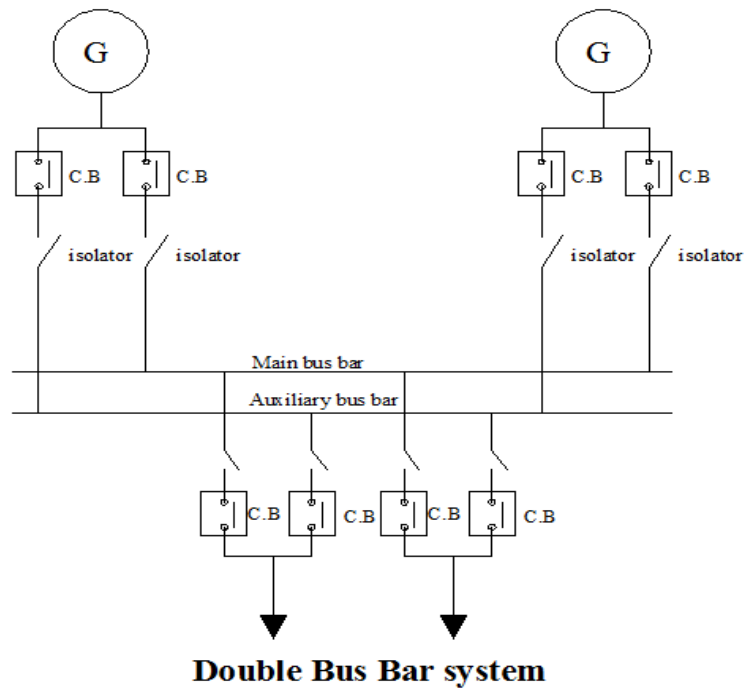 G G
C.B C.B C.B C.B
isolator isolator isolator isolator
Main bus bar
Auxiliary bus bar
C.B C.B C.B C.B
Double Bus Bar system